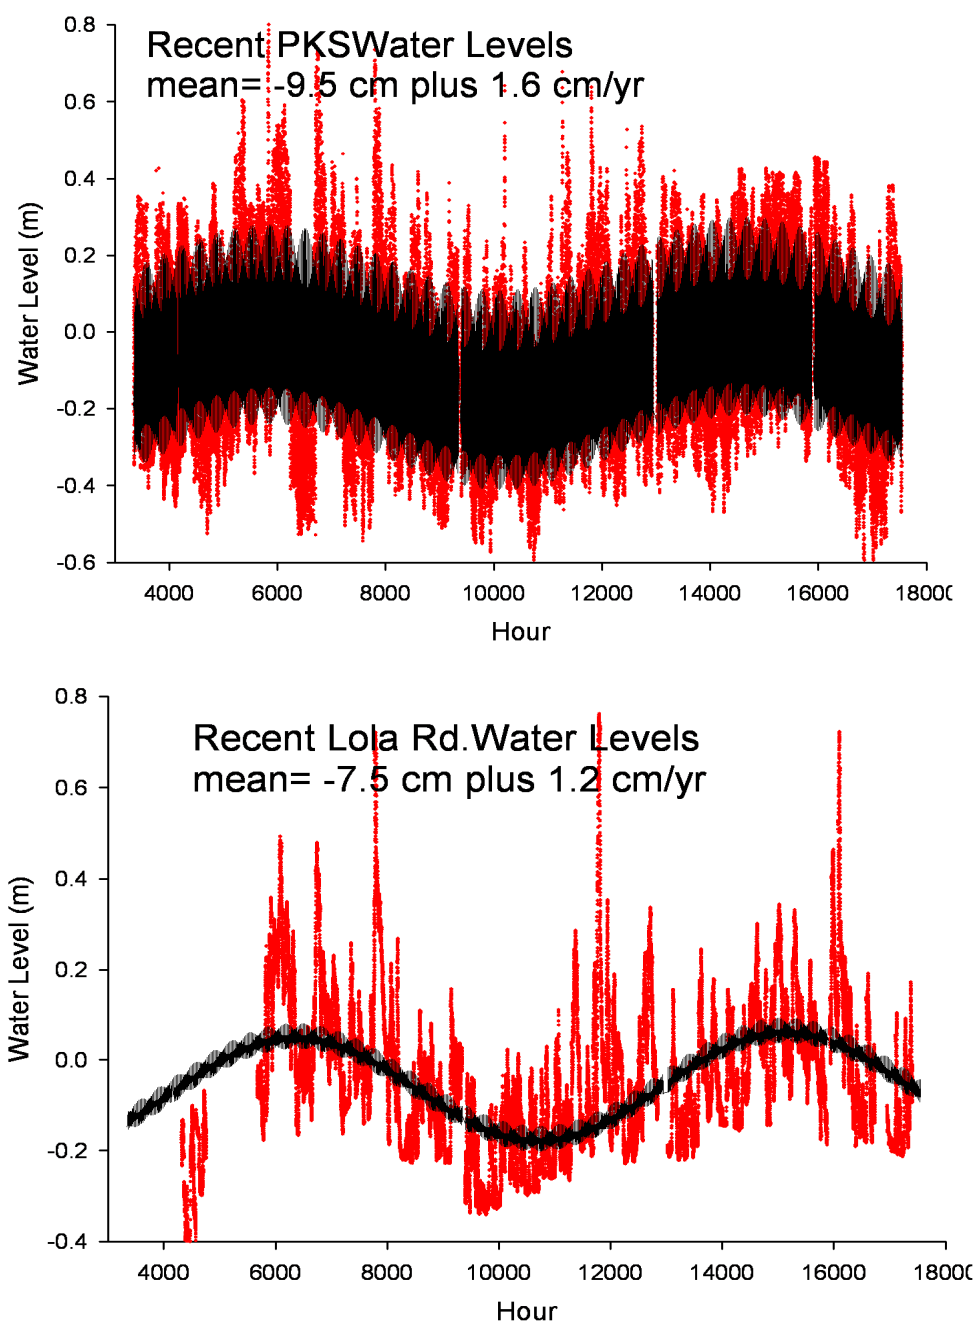 Recent PKSWater Levels
mean= -9.5 cm plus 1.6 cm/yr
Water Level (m)
0.8
0.6
0.4
0.2
0.0
-0.2
-0.4
-0.6
4000 6000 8000 10000 12000 14000 16000 18000
Hour
Recent Lola Rd.Water Levels
mean= -7.5 cm plus 1.2 cm/yr
Water Level (m)
0.8
0.6
0.4
0.2
0.0
-0.2
-0.4
4000 6000 8000 10000 12000 14000 16000 18000
Hour